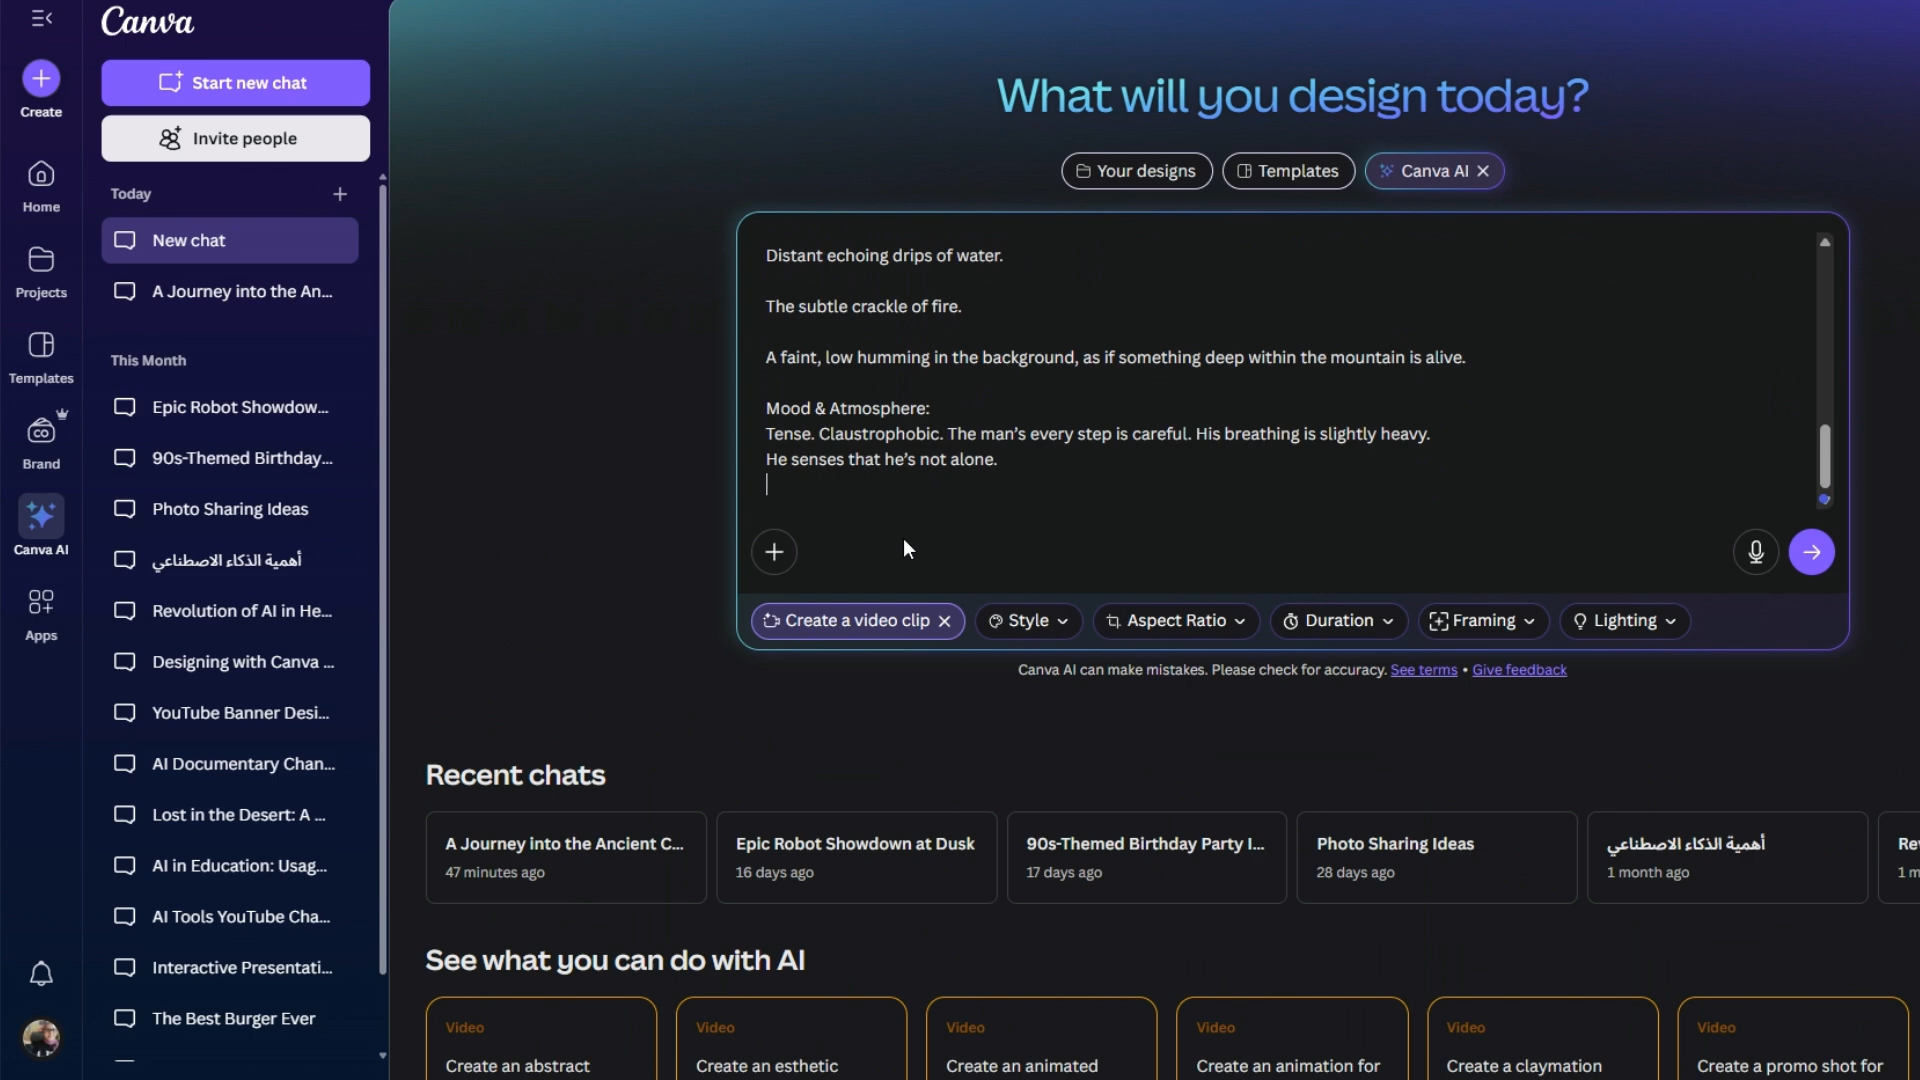 Canva
Start new chat
Invite people
Create
Home
Projects
Templates
Brand
Canva AI
Apps
Today
New chat
A Journey into the An...
This Month
Epic Robot Showdow...
90s-Themed Birthday...
Photo Sharing Ideas
أهمية الذكاء الاصطناعي
Revolution of AI in He...
Designing with Canva ...
YouTube Banner Desi...
AI Documentary Chan...
Lost in the Desert: A ...
AI in Education: Usag...
AI Tools YouTube Cha...
Interactive Presentati...
The Best Burger Ever
What will you design today?
Your designs
Templates
Canva AI
Distant echoing drips of water.
The subtle crackle of fire.
A faint, low humming in the background, as if something deep within the mountain is alive.
Mood & Atmosphere:
Tense. Claustrophobic. The man’s every step is careful. His breathing is slightly heavy.
He senses that he’s not alone.
Create a video clip
Style
Aspect Ratio
Duration
Framing
Lighting
Canva AI can make mistakes. Please check for accuracy. See terms • Give feedback
Recent chats
A Journey into the Ancient C...
47 minutes ago
Epic Robot Showdown at Dusk
16 days ago
90s-Themed Birthday Party I...
17 days ago
Photo Sharing Ideas
28 days ago
أهمية الذكاء الاصطناعي
1 month ago
See what you can do with AI
Video
Create an abstract
Video
Create an esthetic
Video
Create an animated
Video
Create an animation for
Video
Create a claymation
Video
Create a promo shot for